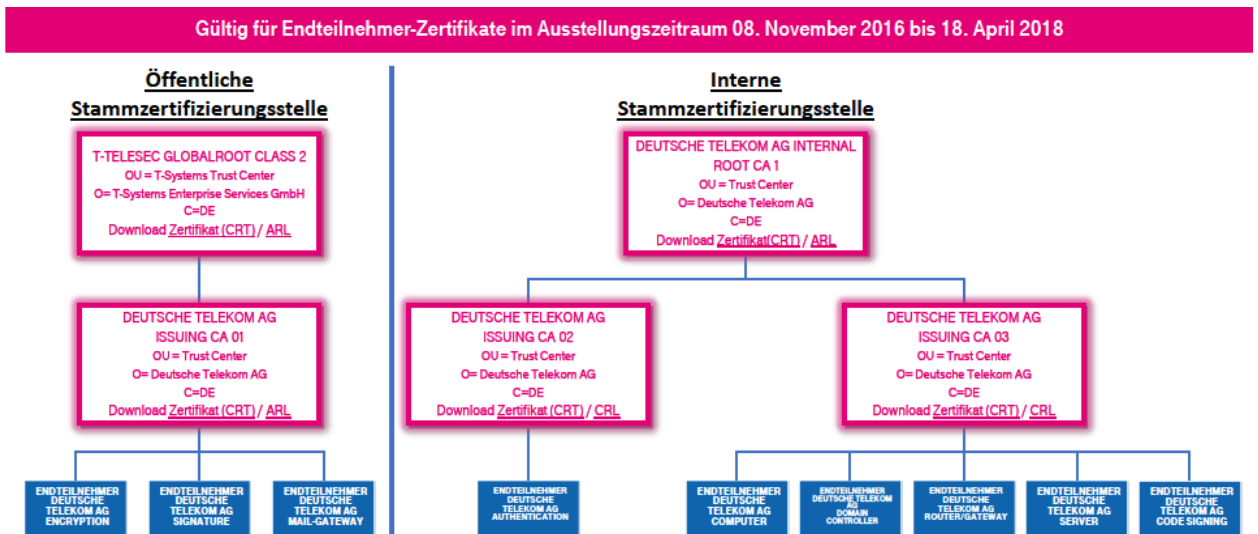 Gültig für Endteilnehmer-Zertifikate im Ausstellungszeitraum 08. November 2016 bis 18. April 2018
Öffentliche
Stammzertifizierungsstelle
T-TELESEC GLOBALROOT CLASS 2
OU = T-Systems Trust Center
O= T-Systems Enterprise Services GmbH
C=DE
Download Zertifikat (CRT) / ARL
DEUTSCHE TELEKOM AG
ISSUING CA 01
OU = Trust Center
O= Deutsche Telekom AG
C=DE
Download Zertifikat (CRT) / ARL
ENDTEILNEHMER
DEUTSCHE
TELEKOM AG
ENCRYPTION
ENDTEILNEHMER
DEUTSCHE
TELEKOM AG
SIGNATURE
ENDTEILNEHMER
DEUTSCHE
TELEKOM AG
MAIL-GATEWAY
Interne
Stammzertifizierungsstelle
DEUTSCHE TELEKOM AG INTERNAL
ROOT CA 1
OU = Trust Center
O= Deutsche Telekom AG
C=DE
Download Zertifikat(CRT) / ARL
DEUTSCHE TELEKOM AG
ISSUING CA 02
OU = Trust Center
O= Deutsche Telekom AG
C=DE
Download Zertifikat (CRT) / CRL
DEUTSCHE TELEKOM AG
ISSUING CA 03
OU = Trust Center
O= Deutsche Telekom AG
C=DE
Download Zertifikat (CRT) / CRL
ENDTEILNEHMER
DEUTSCHE
TELEKOM AG
AUTHENTICATION
ENDTEILNEHMER
DEUTSCHE
TELEKOM AG
COMPUTER
ENDTEILNEHMER
DEUTSCHE TELEKOM
AG
DOMAIN
CONTROLLER
ENDTEILNEHMER
DEUTSCHE
TELEKOM AG
ROUTER/GATEWAY
ENDTEILNEHMER
DEUTSCHE
TELEKOM AG
SERVER
ENDTEILNEHMER
DEUTSCHE
TELEKOM AG
CODE SIGNING